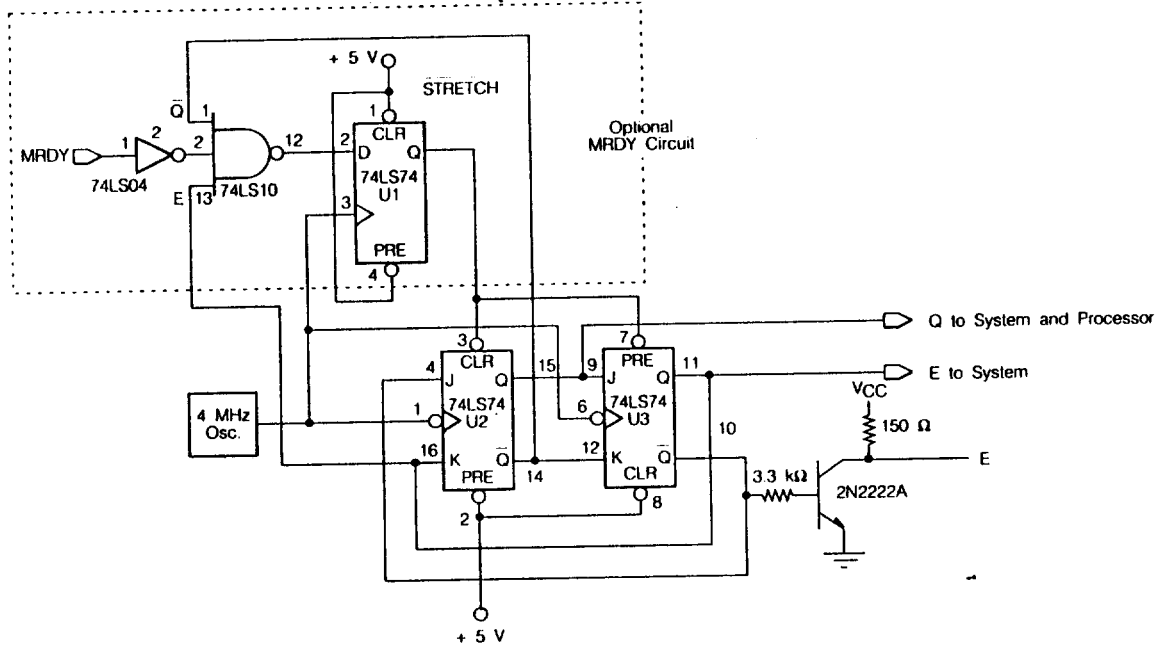 + 5 V
STRETCH
Optional
MRDY Circuit
Q̅
1
MRDY
1
2
2
12
74LS04
E
13
74LS10
1
CLR
2
D
Q
74LS74
U1
3
PRE
4
Q to System and Processor
E to System
3
CLR
4
J
Q
15
74LS74
1
U2
16
K
Q̅
14
PRE
2
7
PRE
9
J
Q
11
74LS74
6
U3
10
12
K
Q̅
CLR
8
4 MHz
Osc.
VCC
150 Ω
E
3.3 kΩ
2N2222A
+ 5 V